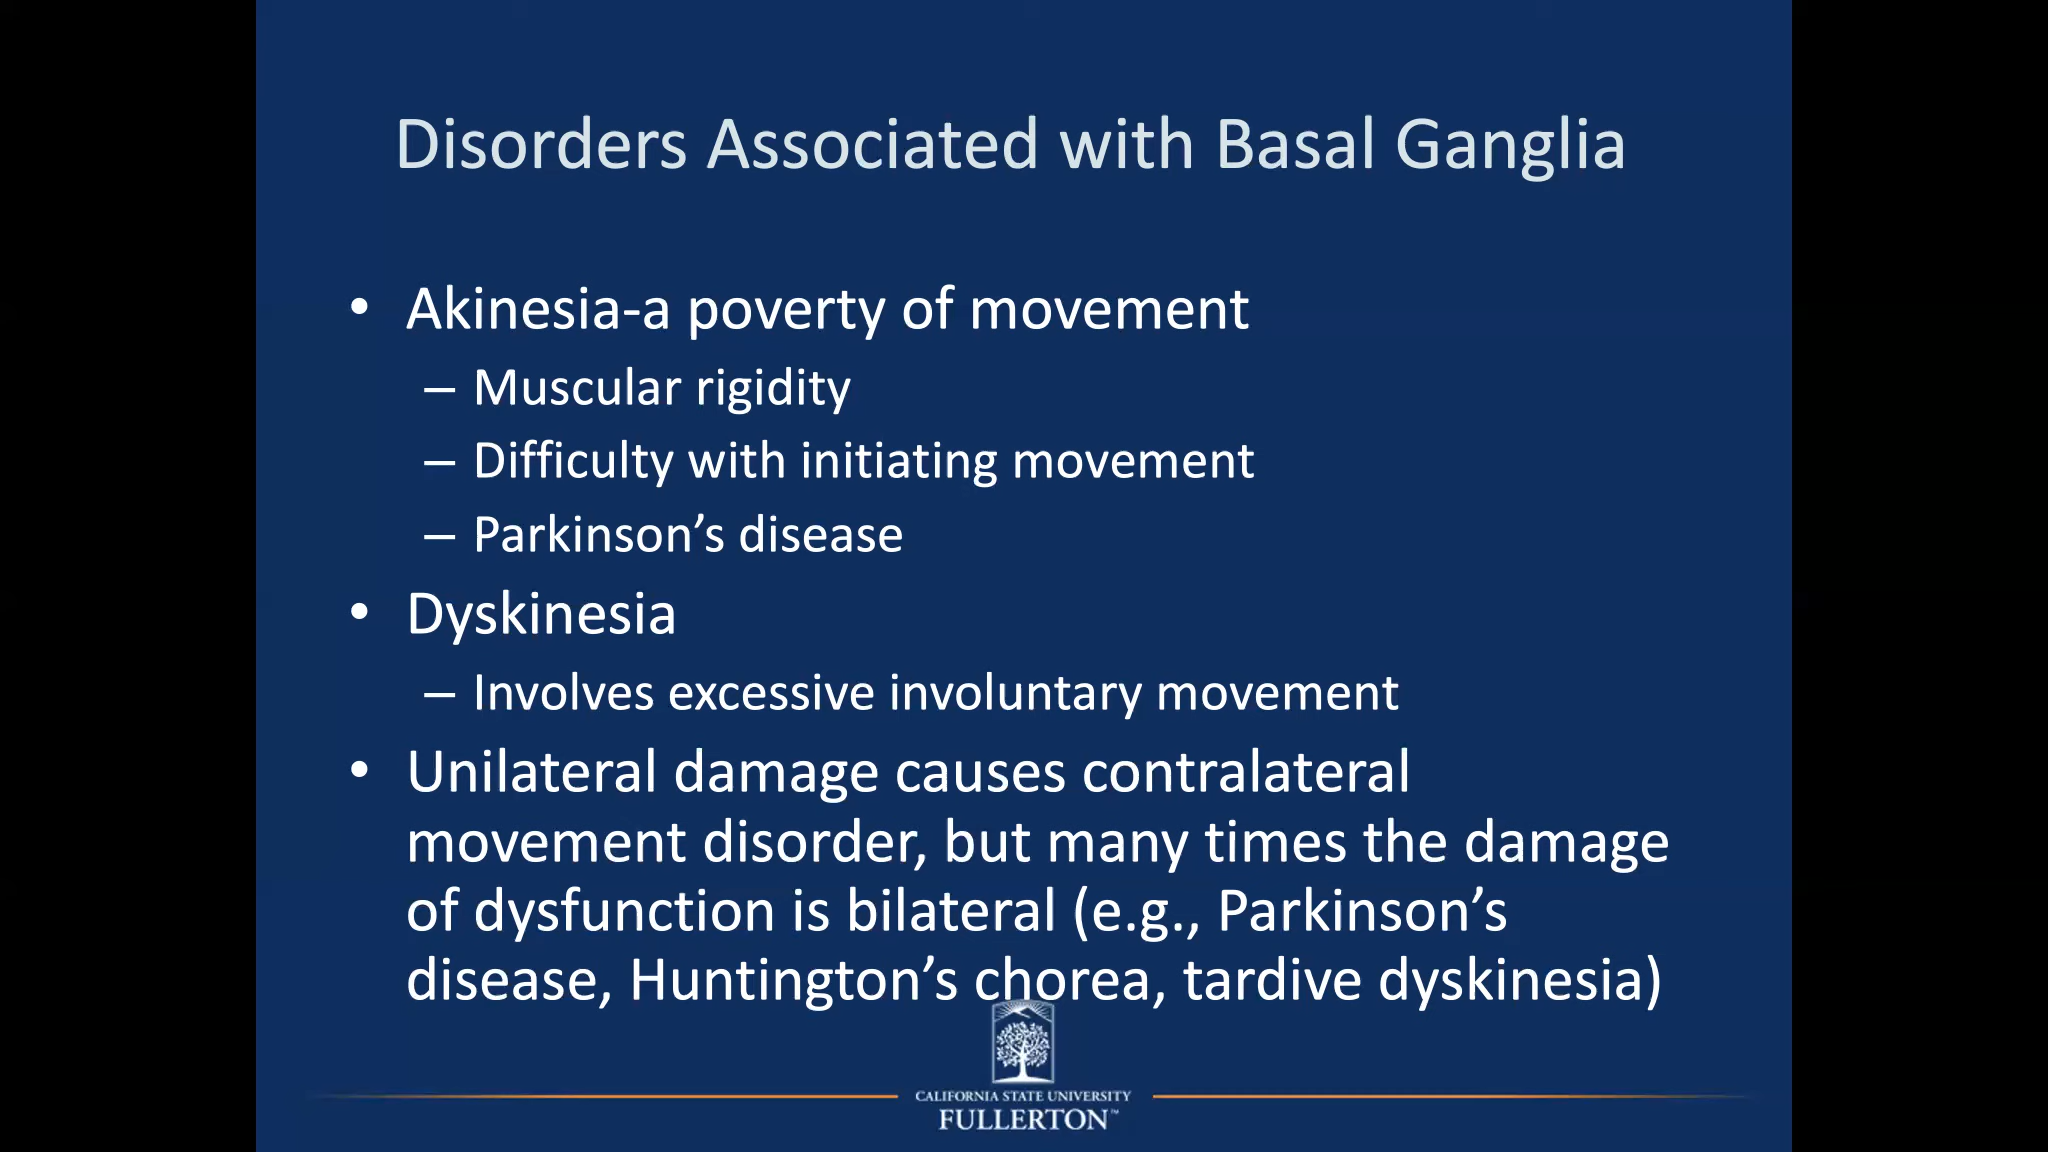 Disorders Associated with Basal Ganglia
• Akinesia-a poverty of movement
– Muscular rigidity
– Difficulty with initiating movement
– Parkinson’s disease
• Dyskinesia
– Involves excessive involuntary movement
• Unilateral damage causes contralateral
movement disorder, but many times the damage
of dysfunction is bilateral (e.g., Parkinson’s
disease, Huntington’s chorea, tardive dyskinesia)
CALIFORNIA STATE UNIVERSITY
FULLERTON™